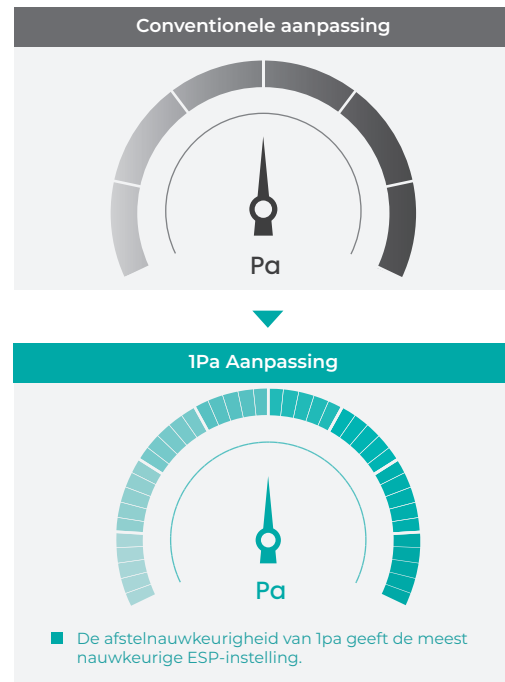 Conventionele aanpassing
Pa
1Pa Aanpassing
Pa
De afstelnauwkeurigheid van 1pa geeft de meest
nauwkeurige ESP-instelling.